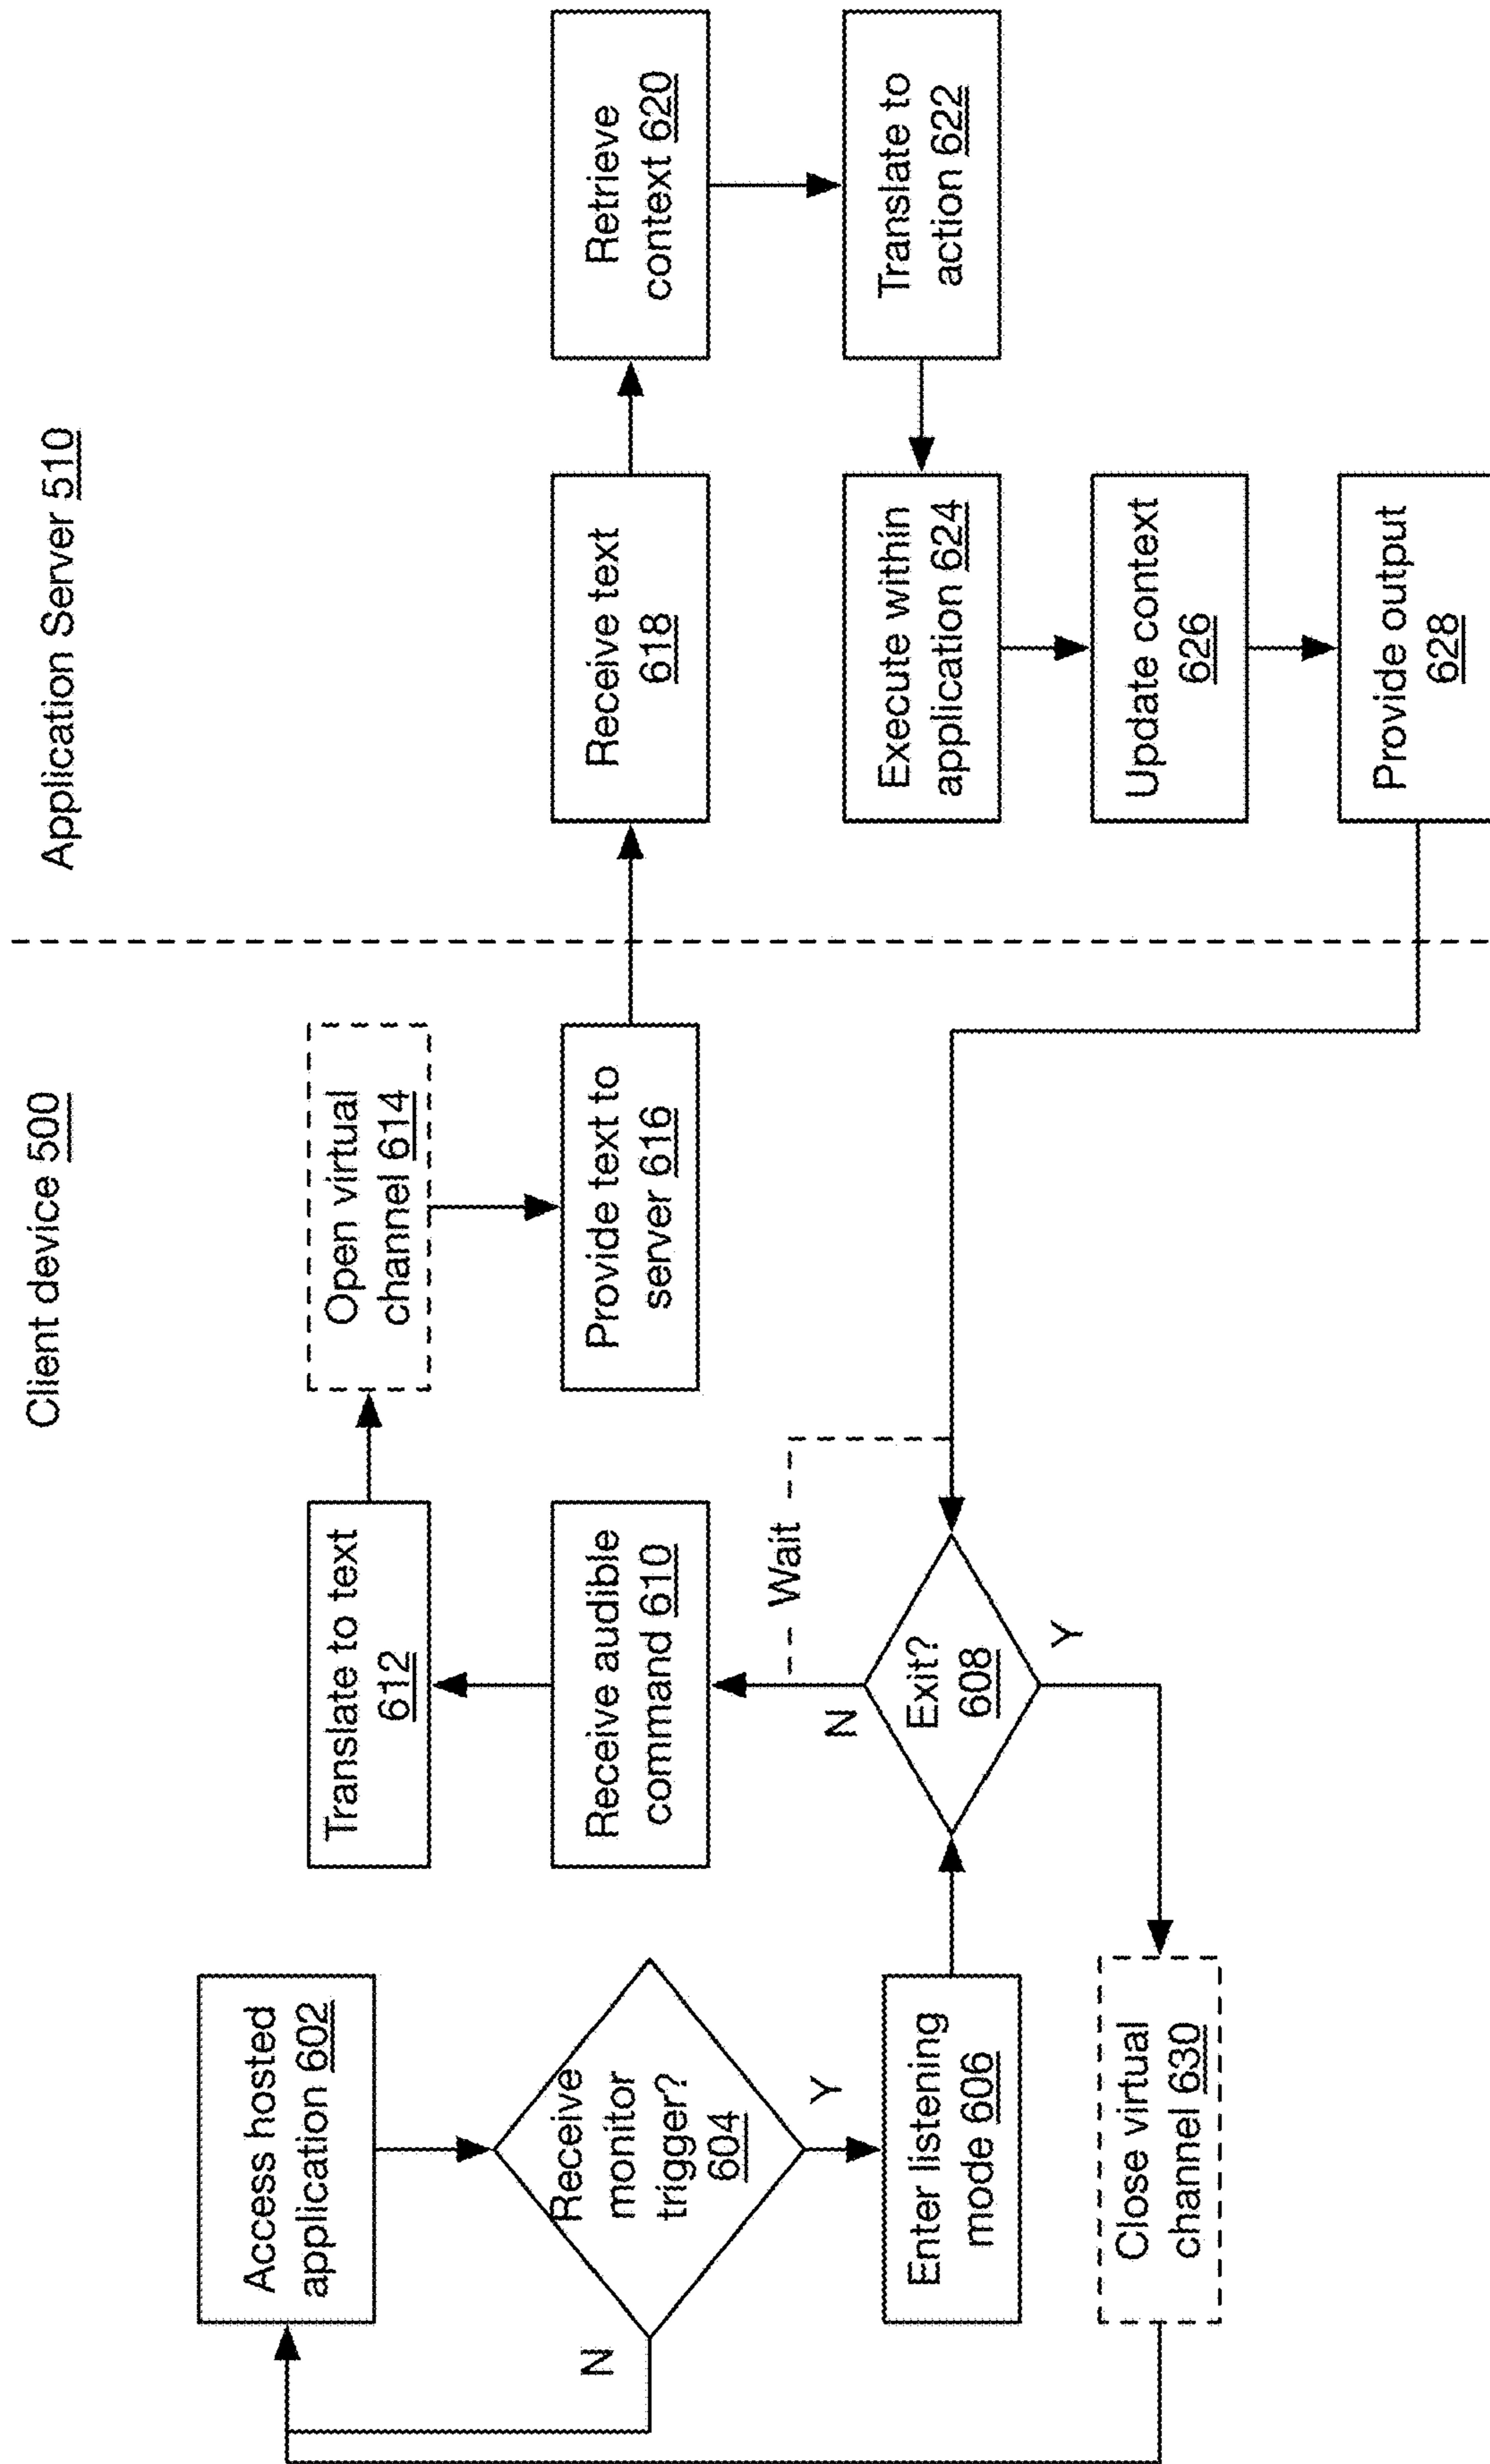 Client device 500
Application Server 510
Access hosted
application 602
Receive
monitor
trigger?
604
N
Y
Enter listening
mode 606
Close virtual
channel 630
Translate to text
612
Receive audible
command 610
N
Wait
Exit?
608
Y
Open virtual
channel 614
Provide text to
server 616
Receive text
618
Retrieve
context 620
Translate to
action 622
Execute within
application 624
Update context
626
Provide output
628